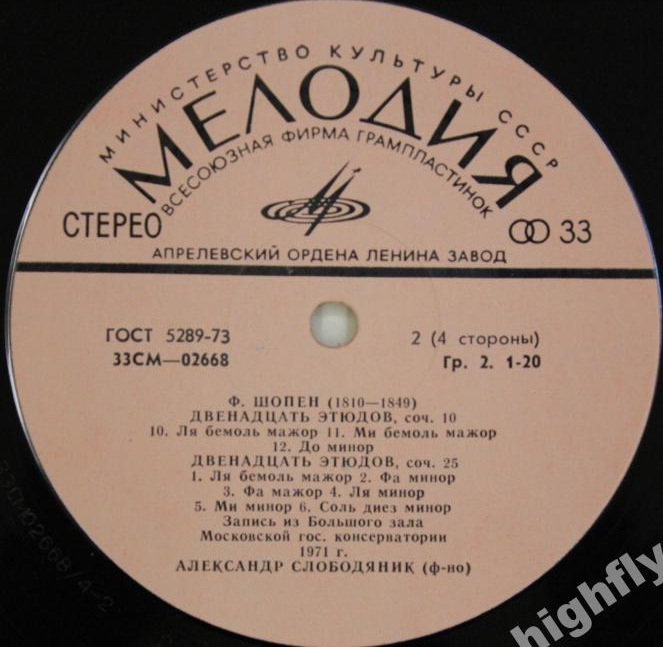 МИНИСТЕРСТВО КУЛЬТУРЫ СССР
МЕЛОДИЯ
ВСЕСОЮЗНАЯ ФИРМА ГРАМПЛАСТИНОК
СТЕРЕО
33
АПРЕЛЕВСКИЙ ОРДЕНА ЛЕНИНА ЗАВОД
ГОСТ 5289-73
2 (4 стороны)
33СМ—02668
Гр. 2. 1-20
Ф. ШОПЕН (1810—1849)
ДВЕНАДЦАТЬ ЭТЮДОВ, соч. 10
10. Ля бемоль мажор 11. Ми бемоль мажор
12. До минор
ДВЕНАДЦАТЬ ЭТЮДОВ, соч. 25
1. Ля бемоль мажор 2. Фа минор
3. Фа мажор 4. Ля минор
5. Ми минор 6. Соль диез минор
Запись из Большого зала
Московской гос. консерватории
1971 г.
АЛЕКСАНДР СЛОБОДЯНИК (ф-но)
highfly